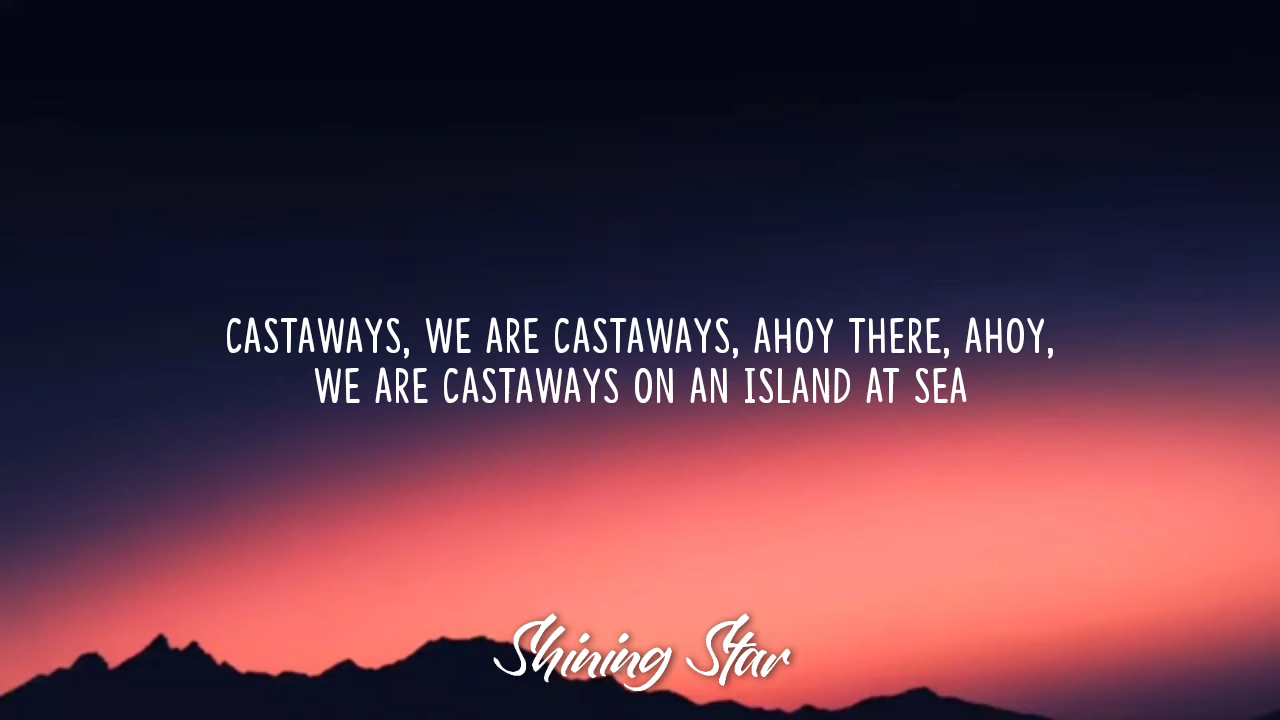 CASTAWAYS, WE ARE CASTAWAYS, AHOY THERE, AHOY,
WE ARE CASTAWAYS ON AN ISLAND AT SEA
Shining Star